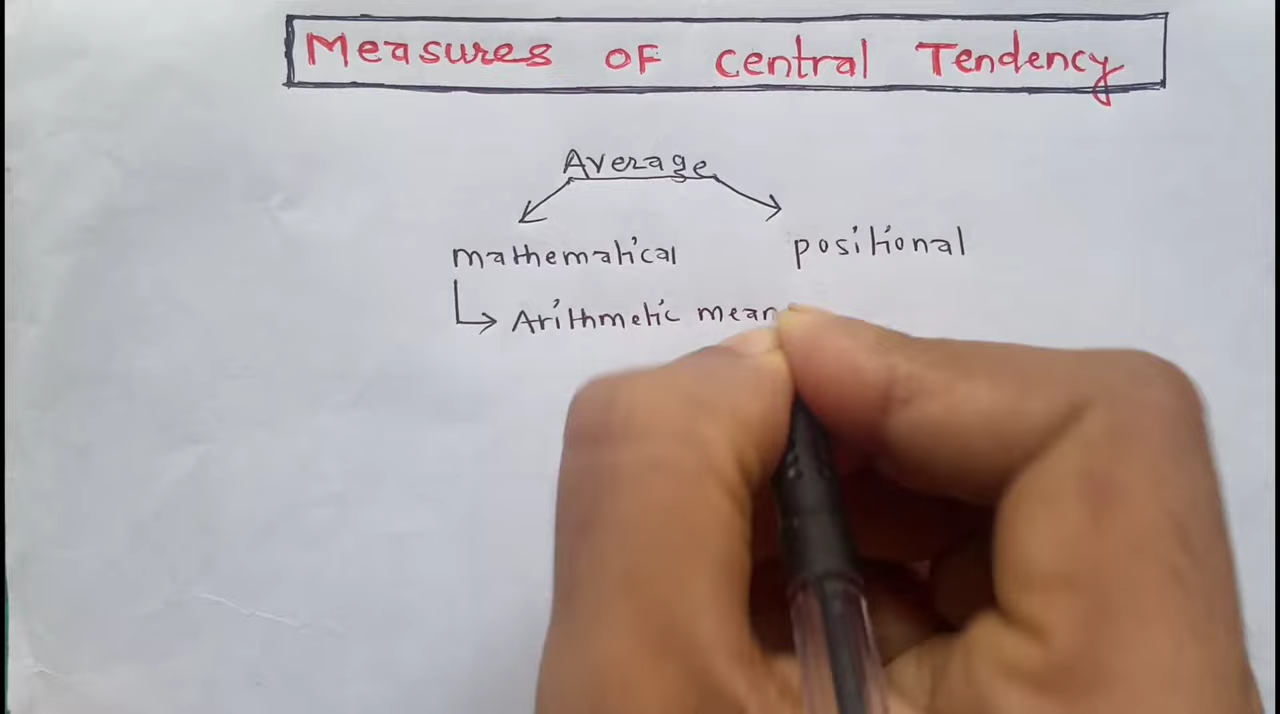 Measures OF central Tendency
Average
mathematical positional
Arithmetic mean